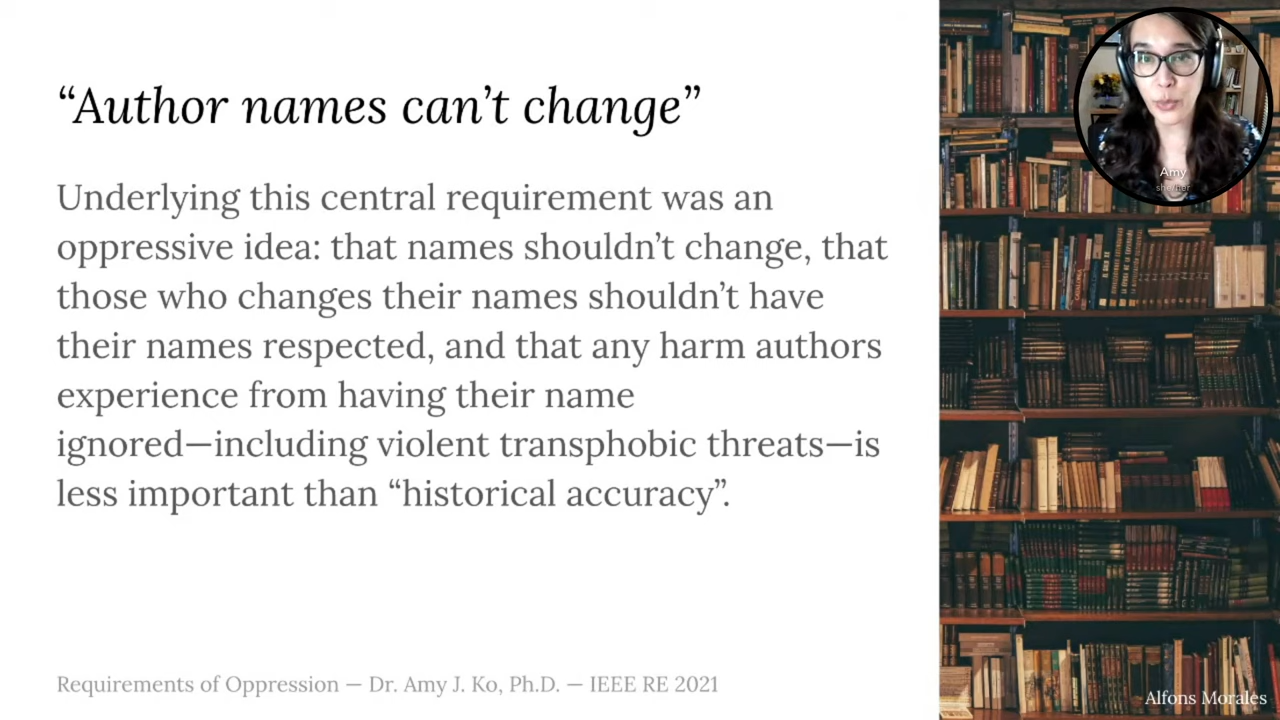 “Author names can’t change”
Underlying this central requirement was an
oppressive idea: that names shouldn’t change, that
those who changes their names shouldn’t have
their names respected, and that any harm authors
experience from having their name
ignored—including violent transphobic threats—is
less important than “historical accuracy”.
Requirements of Oppression — Dr. Amy J. Ko, Ph.D. — IEEE RE 2021
Amy
she/her
Alfons Morales